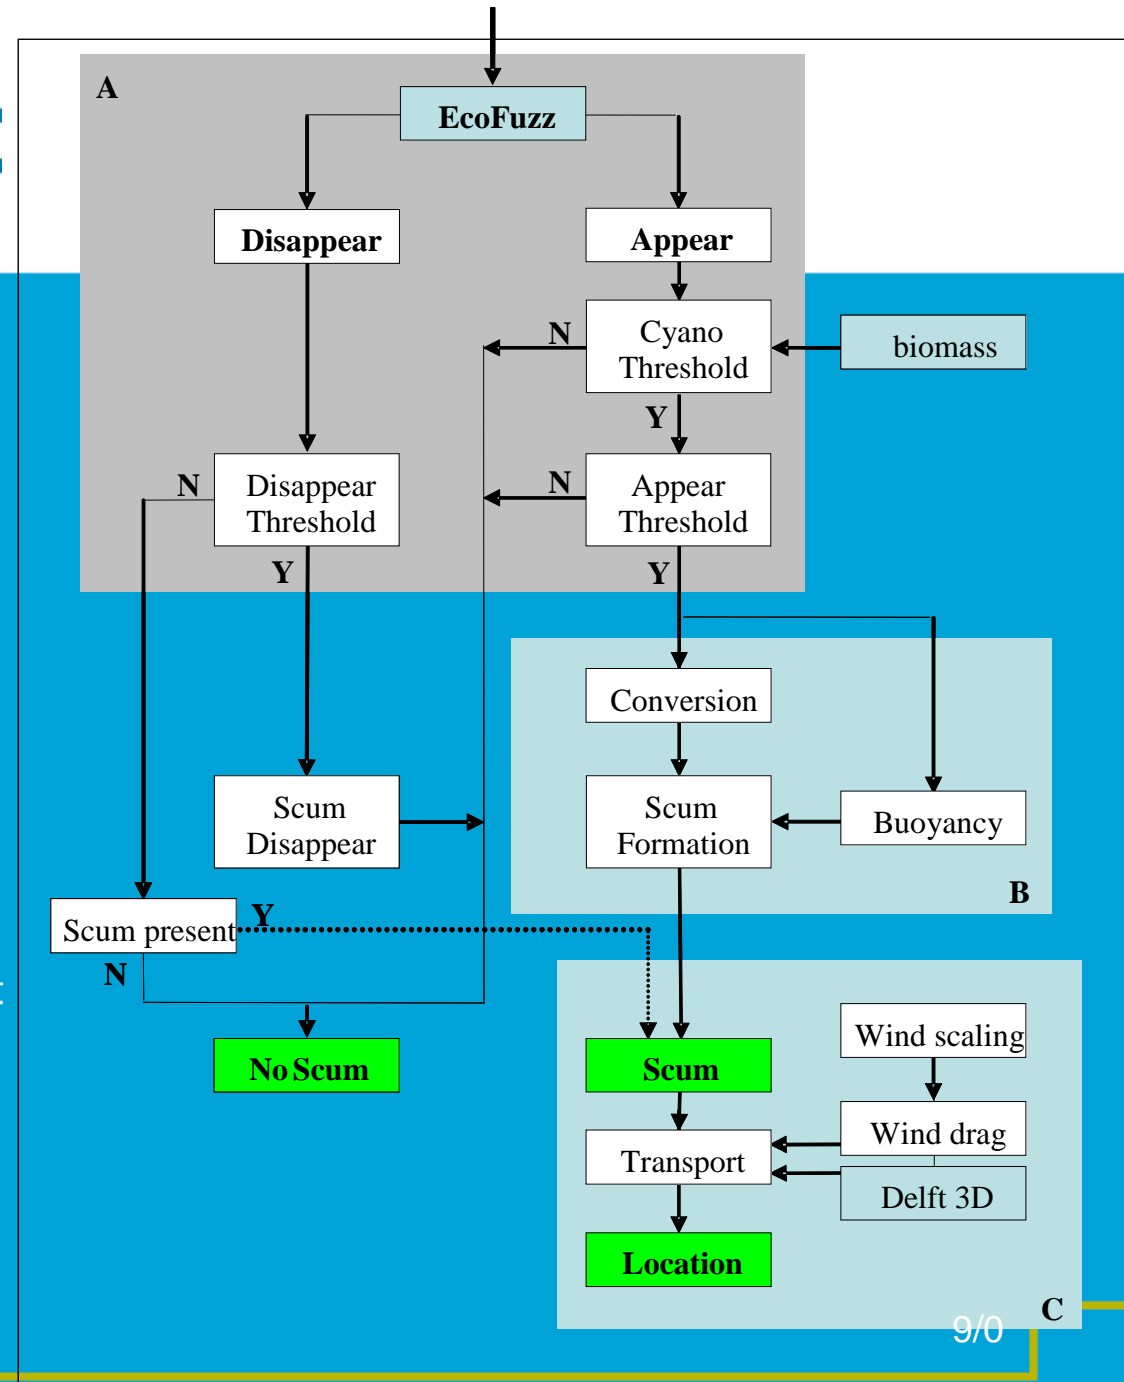 A
EcoFuzz
Disappear
Appear
N
Cyano
Threshold
biomass
Y
N
Disappear
Threshold
N
Appear
Threshold
Y
Y
Conversion
Scum
Disappear
Scum
Formation
Buoyancy
B
Scum present
Y
N
Wind scaling
No Scum
Scum
Wind drag
Transport
Delft 3D
Location
C
9/0